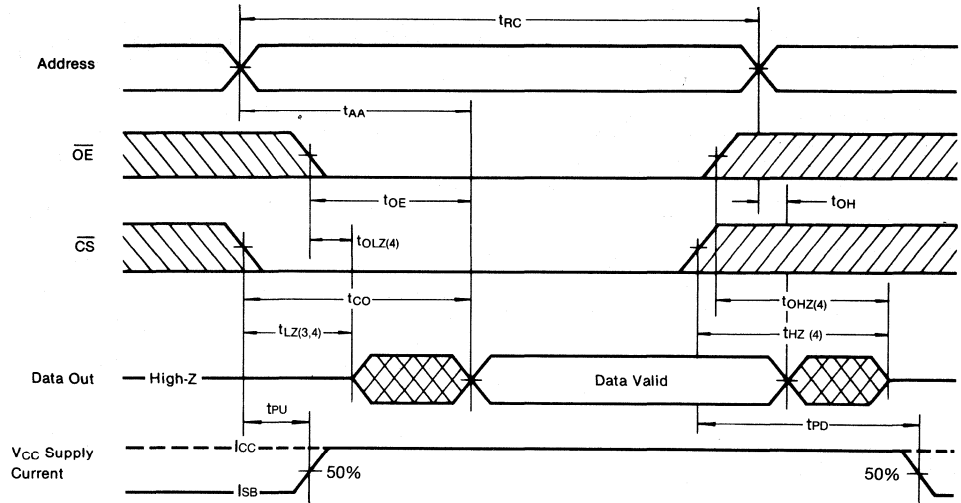 tRC
Address
tAA
OE
tOE
tOH
tOLZ(4)
CS
tCO
tOHZ(4)
tLZ(3,4)
tHZ (4)
Data Out
High-Z
Data Valid
tPU
tPD
ICC
VCC Supply
Current
50%
50%
ISB